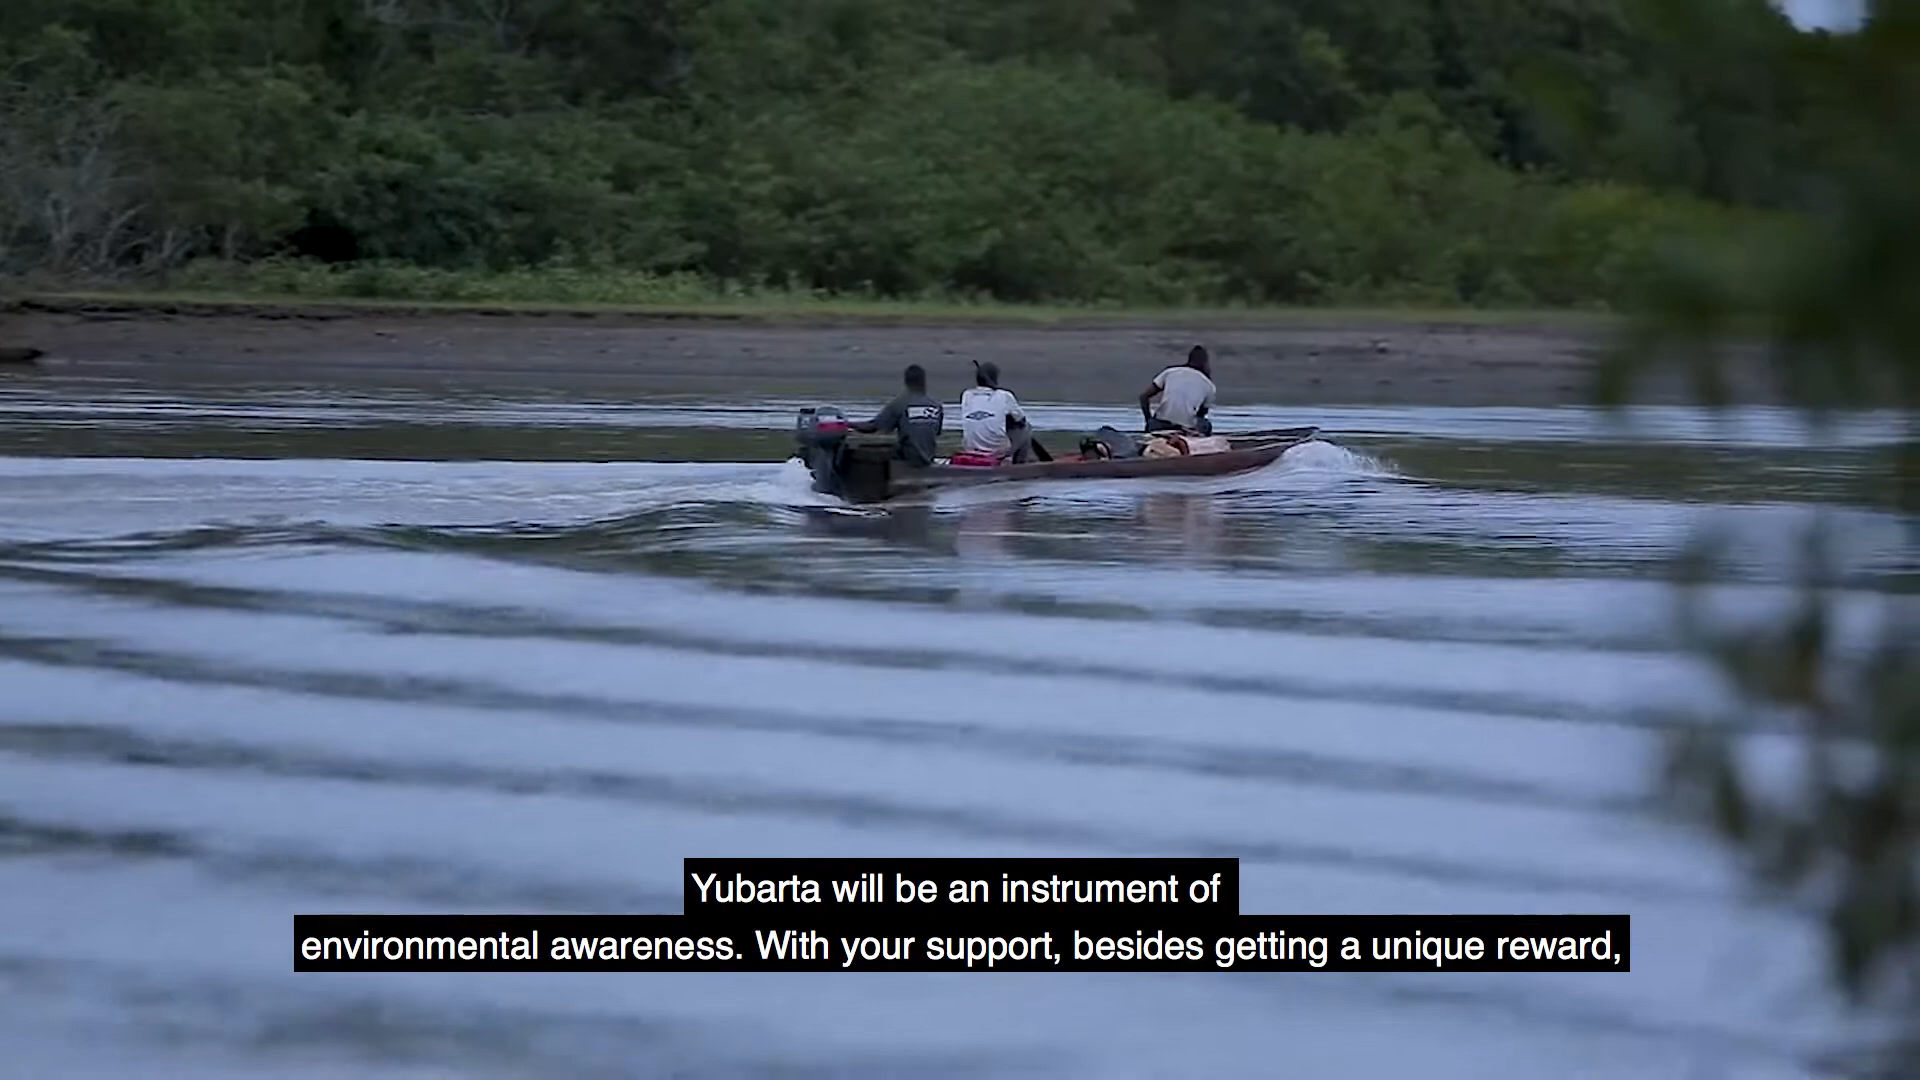 Yubarta will be an instrument of
environmental awareness. With your support, besides getting a unique reward,